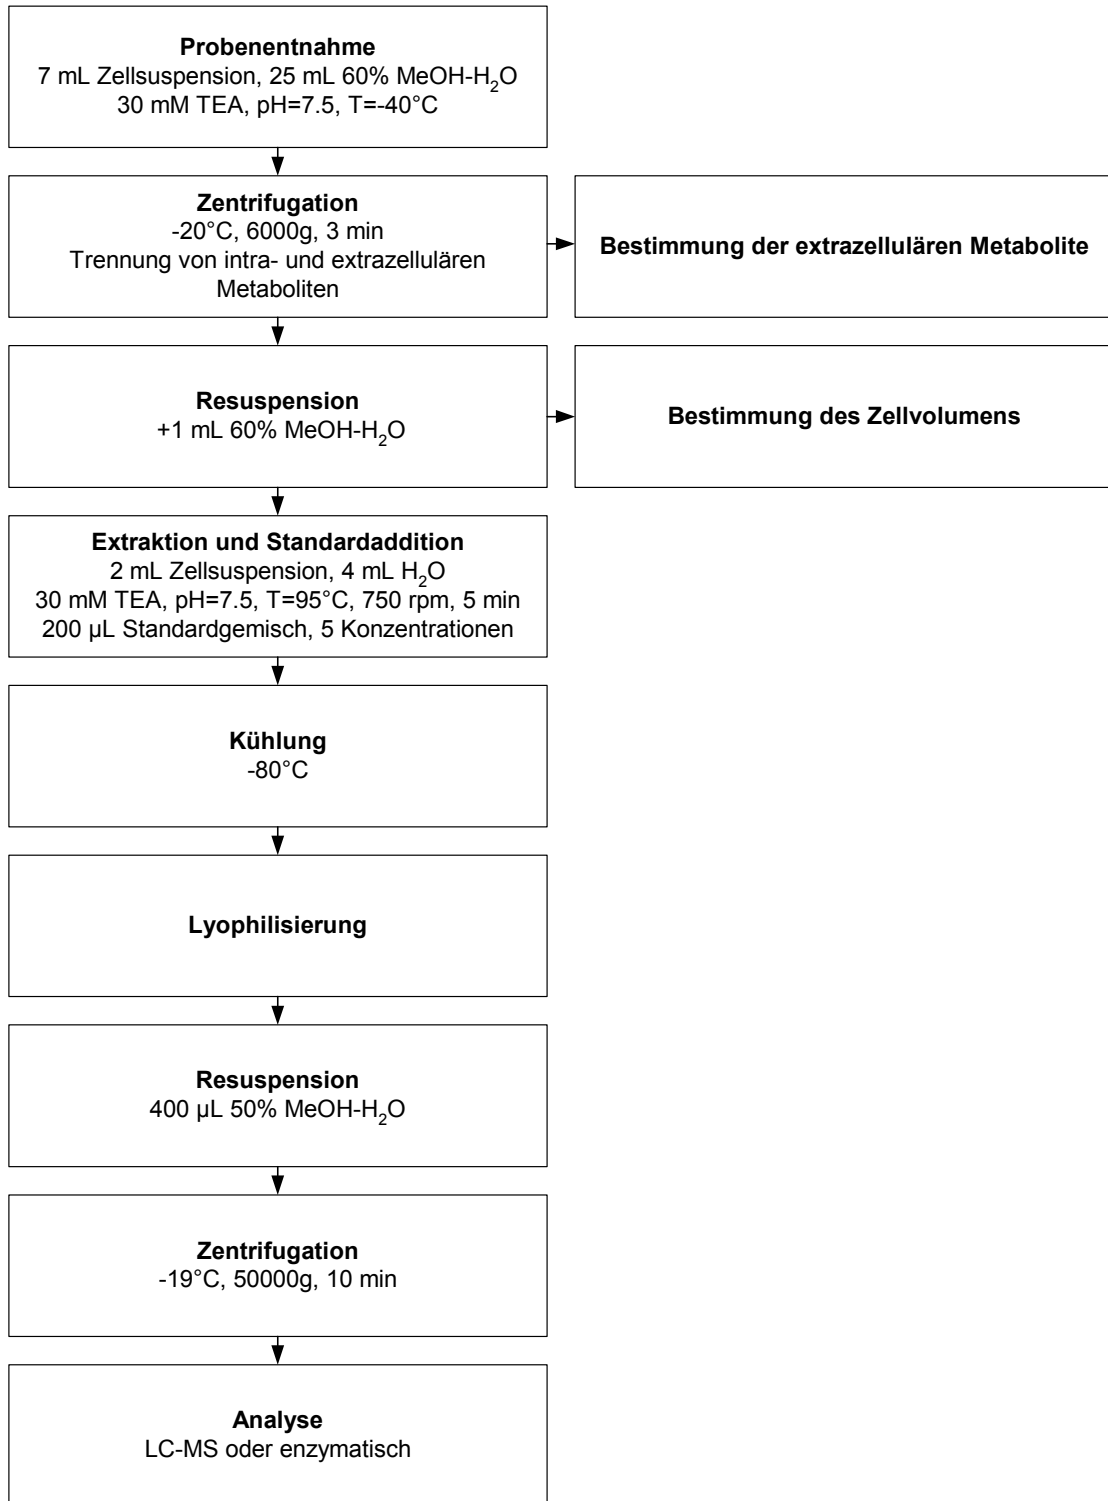 Probenentnahme
7 mL Zellsuspension, 25 mL 60% MeOH-H₂O
30 mM TEA, pH=7.5, T=-40°C
Zentrifugation
-20°C, 6000g, 3 min
Trennung von intra- und extrazellulären
Metaboliten
Bestimmung der extrazellulären Metabolite
Resuspension
+1 mL 60% MeOH-H₂O
Bestimmung des Zellvolumens
Extraktion und Standardaddition
2 mL Zellsuspension, 4 mL H₂O
30 mM TEA, pH=7.5, T=95°C, 750 rpm, 5 min
200 µL Standardgemisch, 5 Konzentrationen
Kühlung
-80°C
Lyophilisierung
Resuspension
400 µL 50% MeOH-H₂O
Zentrifugation
-19°C, 50000g, 10 min
Analyse
LC-MS oder enzymatisch